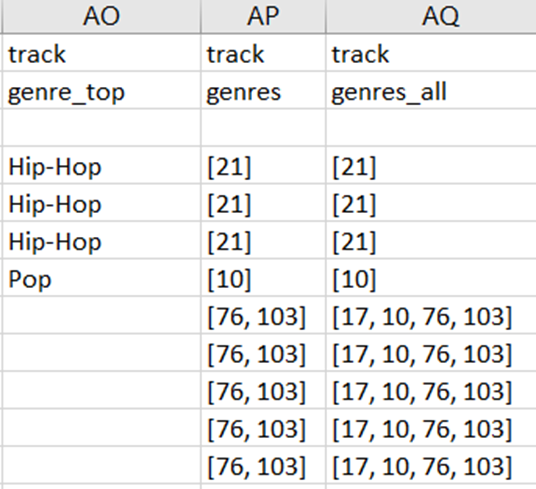 AO AP AQ
track track track
genre_top genres genres_all
Hip-Hop [21] [21]
Hip-Hop [21] [21]
Hip-Hop [21] [21]
Pop [10] [10]
[76, 103] [17, 10, 76, 103]
[76, 103] [17, 10, 76, 103]
[76, 103] [17, 10, 76, 103]
[76, 103] [17, 10, 76, 103]
[76, 103] [17, 10, 76, 103]